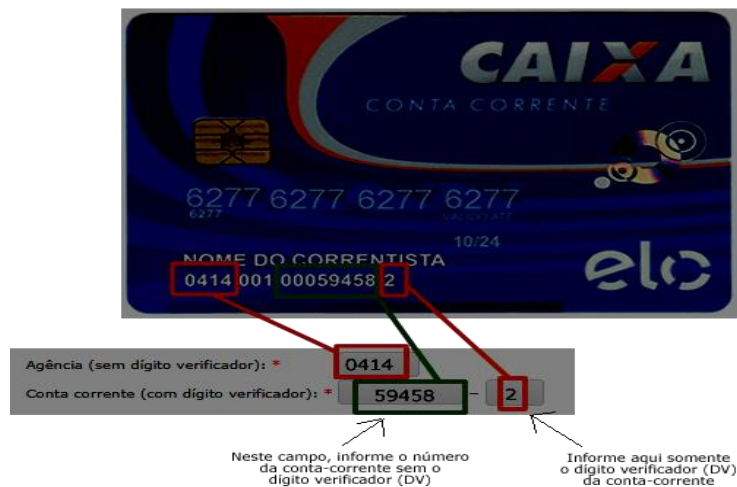 CAIXA
CONTA CORRENTE
6277 6277 6277 6277
6277
VALIDO ATÉ
10/24
NOME DO CORRENTISTA
0414 001 00059458 2
elo
Agência (sem dígito verificador): * 0414
Conta corrente (com dígito verificador): * 59458 - 2
Neste campo, informe o número
da conta-corrente sem o
dígito verificador (DV)
Informe aqui somente
o dígito verificador (DV)
da conta-corrente